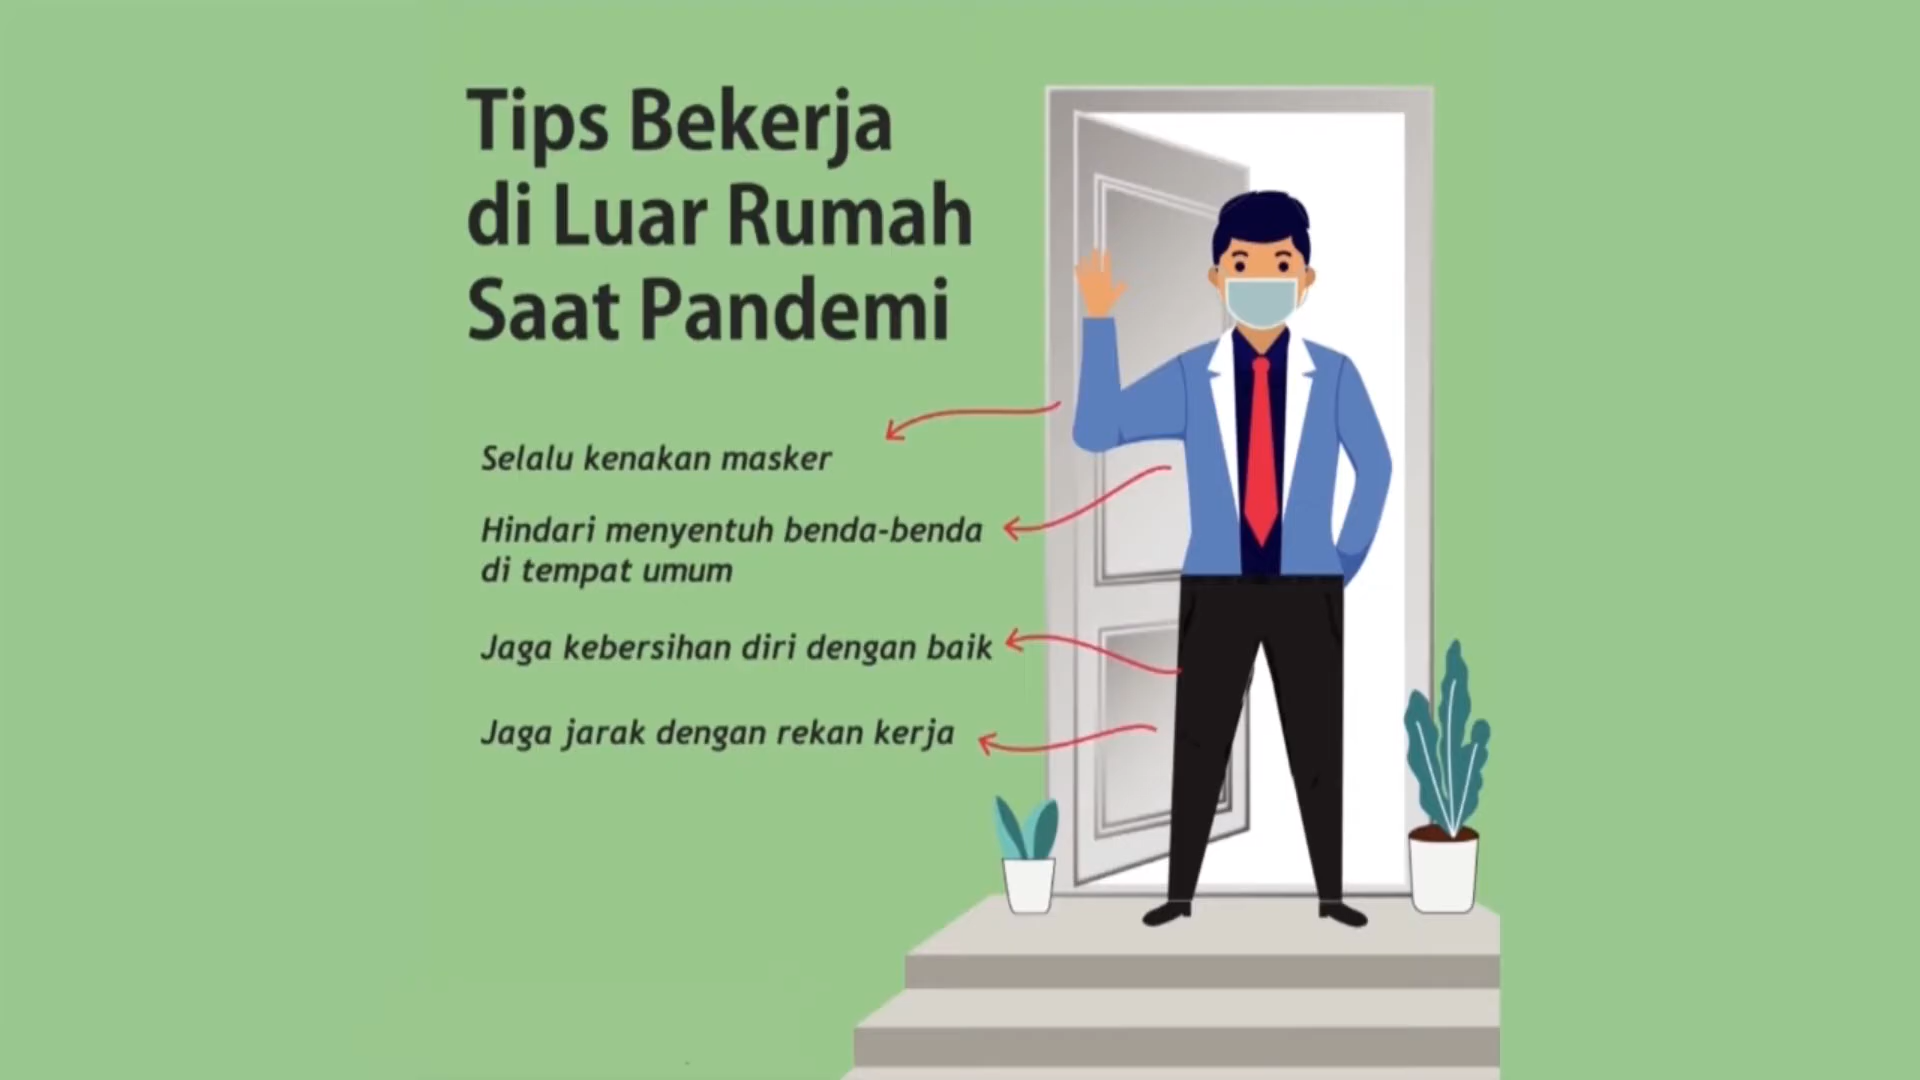 Tips Bekerja
di Luar Rumah
Saat Pandemi
Selalu kenakan masker
Hindari menyentuh benda-benda
di tempat umum
Jaga kebersihan diri dengan baik
Jaga jarak dengan rekan kerja